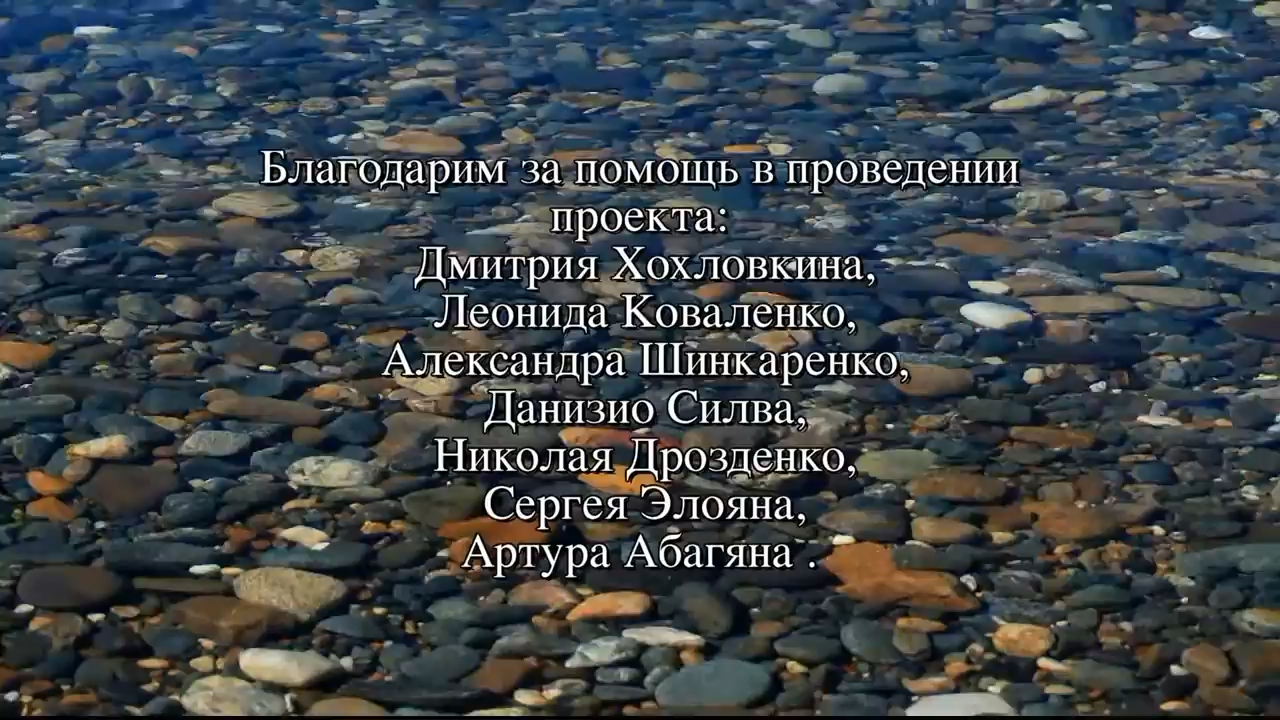 Благодарим за помощь в проведении
проекта:
Дмитрия Хохловкина,
Леонида Коваленко,
Александра Шинкаренко,
Данизио Силва,
Николая Дрозденко,
Сергея Элояна,
Артура Абагяна .